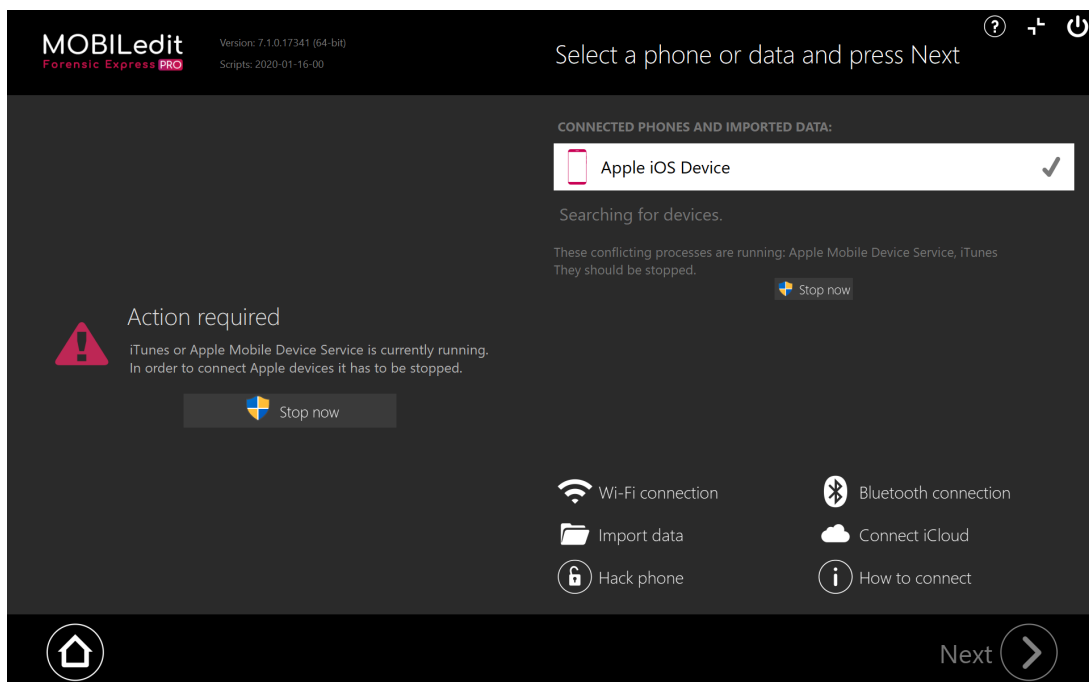 MOBILedit
Forensic Express PRO
Version: 7.1.0.17341 (64-bit)
Scripts: 2020-01-16-00
?
Select a phone or data and press Next
Action required
iTunes or Apple Mobile Device Service is currently running.
In order to connect Apple devices it has to be stopped.
Stop now
CONNECTED PHONES AND IMPORTED DATA:
Apple iOS Device
Searching for devices.
These conflicting processes are running: Apple Mobile Device Service, iTunes
They should be stopped.
Stop now
Wi-Fi connection
Bluetooth connection
Import data
Connect iCloud
Hack phone
How to connect
Next